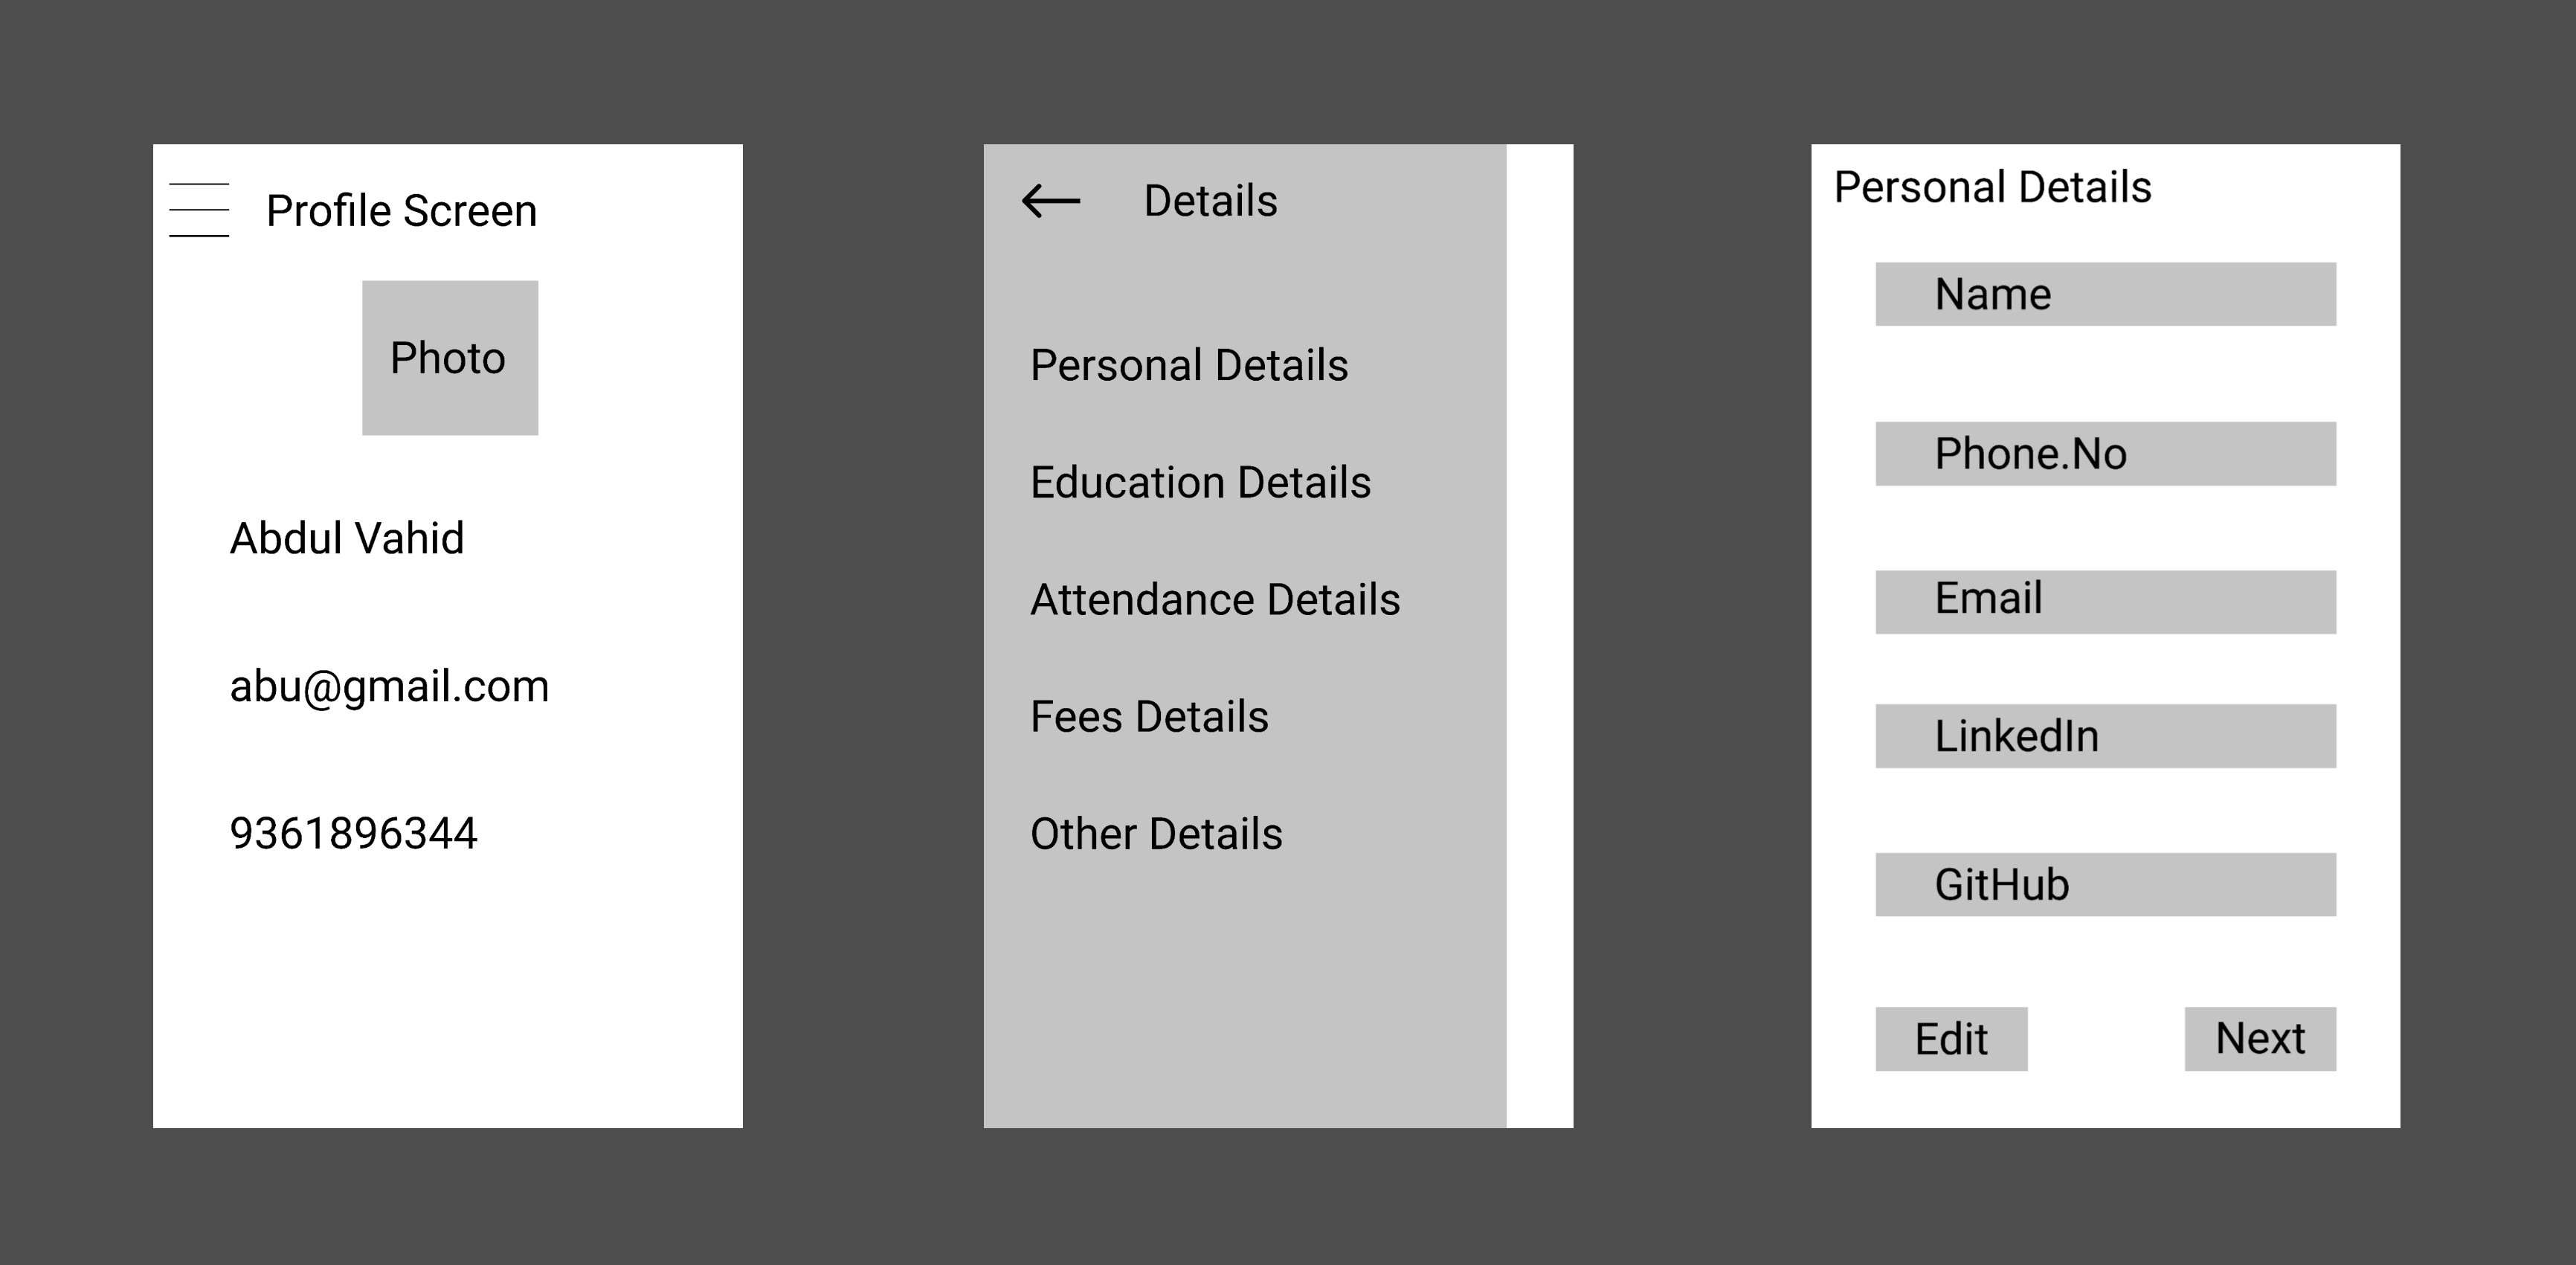 Profile Screen
Photo
Abdul Vahid
abu@gmail.com
9361896344
Details
Personal Details
Education Details
Attendance Details
Fees Details
Other Details
Personal Details
Name
Phone.No
Email
LinkedIn
GitHub
Edit
Next